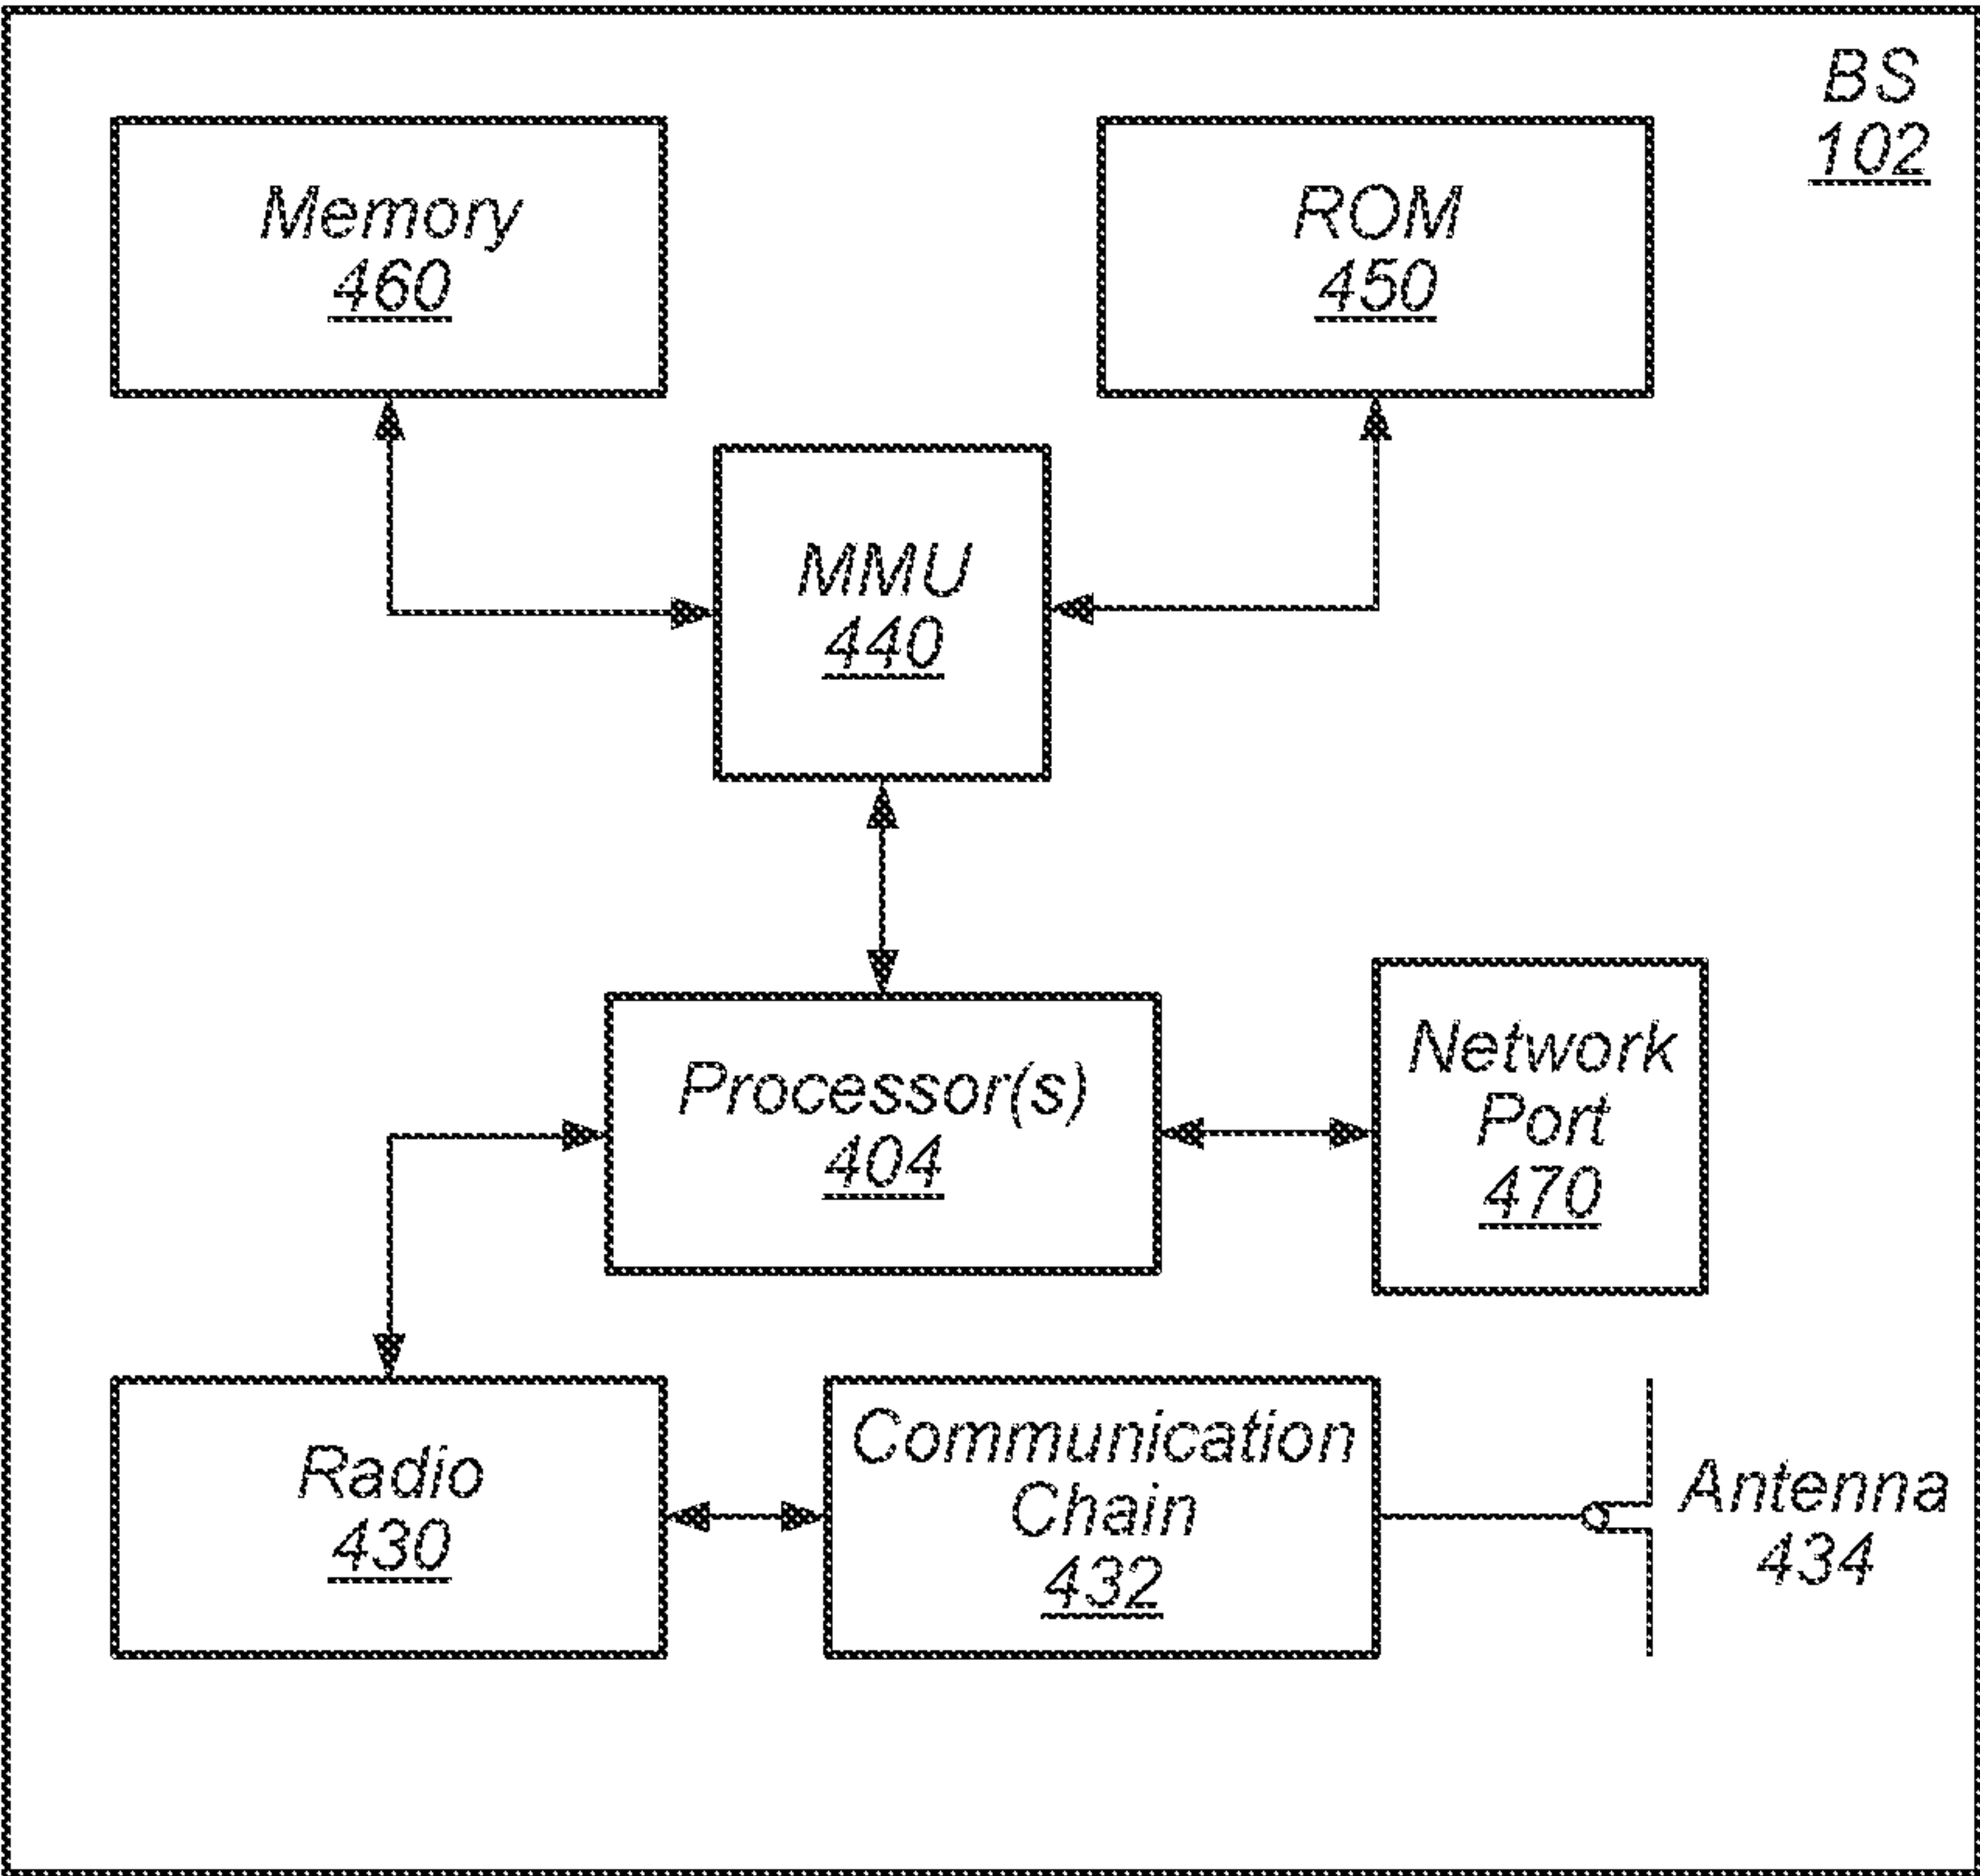 BS
102
Memory
460
ROM
450
MMU
440
Processor(s)
404
Network
Port
470
Radio
430
Communication
Chain
432
Antenna
434